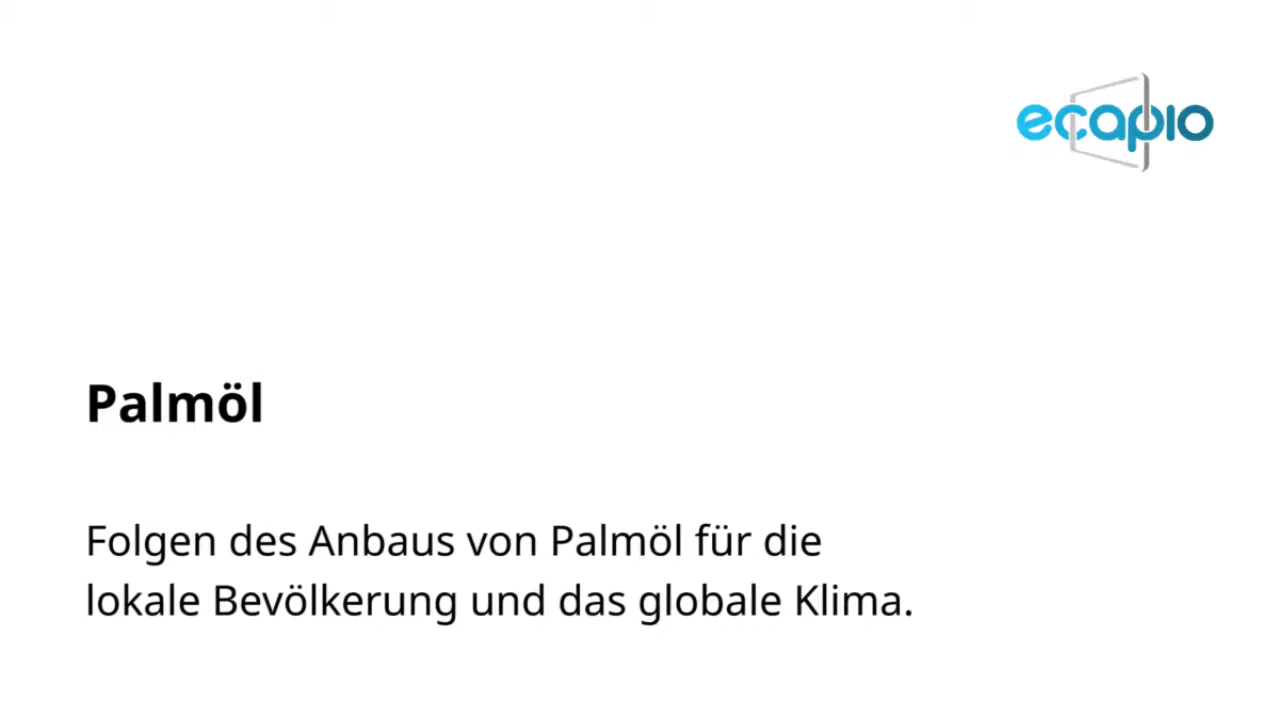 ecapio
Palmöl
Folgen des Anbaus von Palmöl für die
lokale Bevölkerung und das globale Klima.